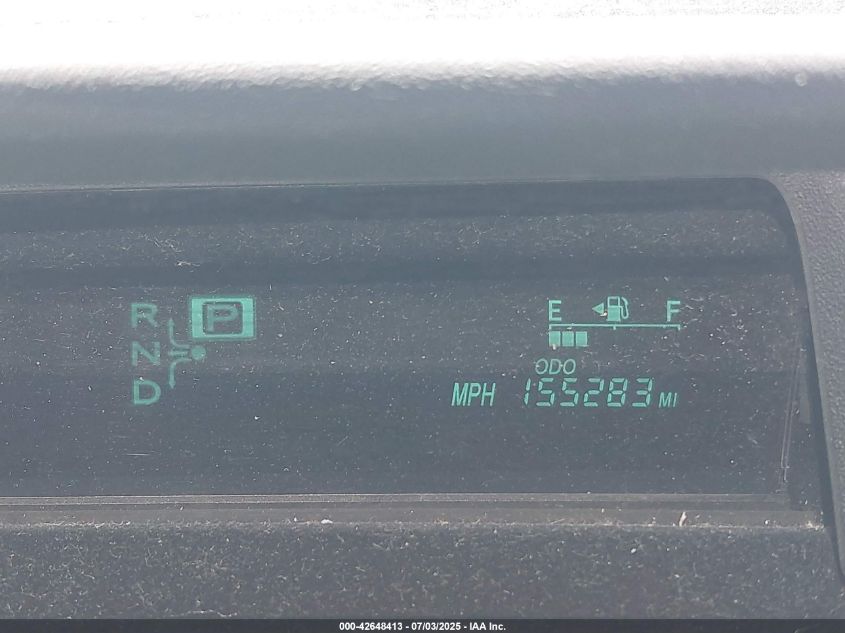 R P
N
D
E F
ODO
MPH 155283 MI
000-42648413 - 07/03/2025 - IAA Inc.